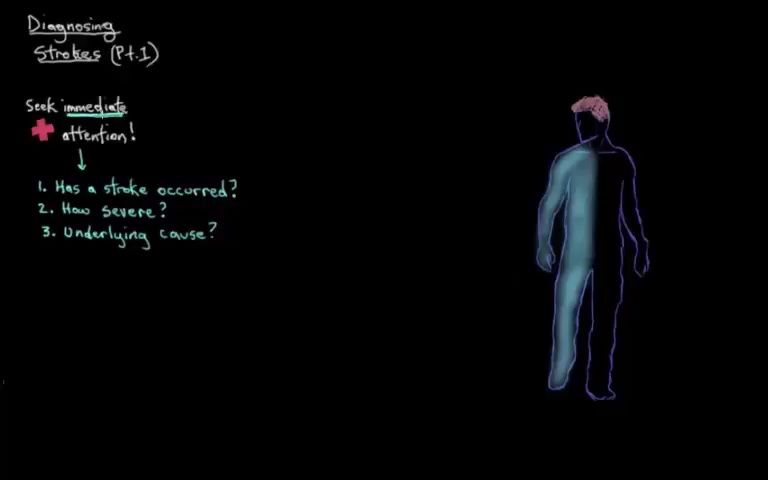 Diagnosing
Strokes (Pt.1)
Seek immediate
attention!
1. Has a stroke occurred?
2. How severe?
3. Underlying cause?